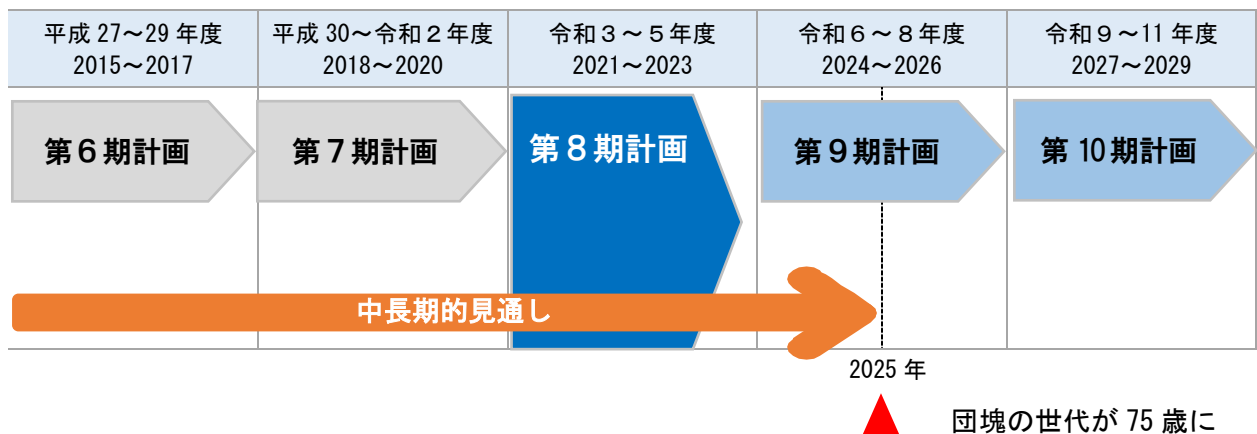 平成 27～29 年度
2015～2017
平成 30～令和２年度
2018～2020
令和３～５年度
2021～2023
令和６～８年度
2024～2026
令和９～11 年度
2027～2029
第６期計画
第７期計画
第８期計画
第９期計画
第 10 期計画
中長期的見通し
2025 年
団塊の世代が 75 歳に